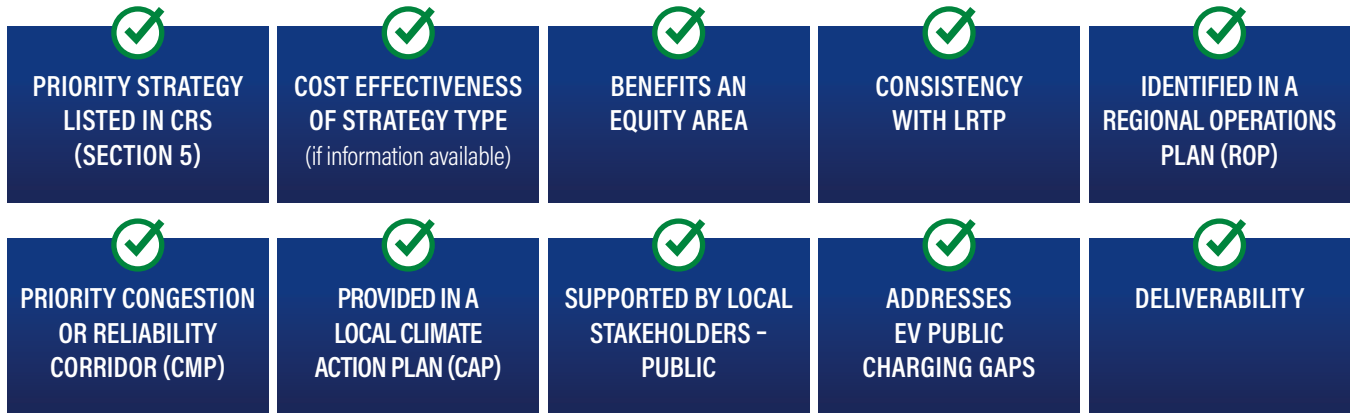 PRIORITY STRATEGY
LISTED IN CRS
(SECTION 5)
COST EFFECTIVENESS
OF STRATEGY TYPE
(if information available)
BENEFITS AN
EQUITY AREA
CONSISTENCY
WITH LRTP
IDENTIFIED IN A
REGIONAL OPERATIONS
PLAN (ROP)
PRIORITY CONGESTION
OR RELIABILITY
CORRIDOR (CMP)
PROVIDED IN A
LOCAL CLIMATE
ACTION PLAN (CAP)
SUPPORTED BY LOCAL
STAKEHOLDERS –
PUBLIC
ADDRESSES
EV PUBLIC
CHARGING GAPS
DELIVERABILITY